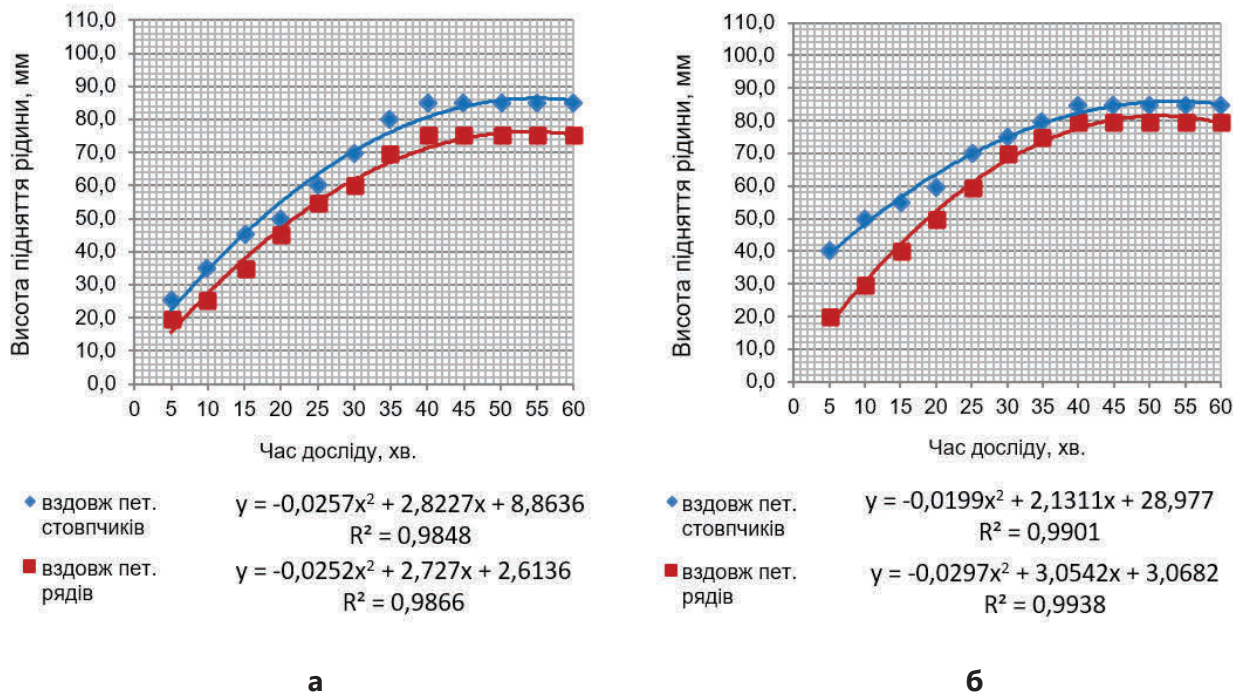 110,0
100,0
90,0
80,0
70,0
60,0
50,0
40,0
30,0
20,0
10,0
0,0
Висота підняття рідини, мм
0 5 10 15 20 25 30 35 40 45 50 55 60
Час досліду, хв.
вздовж пет.
стовпчиків
y = -0,0257x² + 2,8227x + 8,8636
R² = 0,9848
вздовж пет.
рядів
y = -0,0252x² + 2,727x + 2,6136
R² = 0,9866
а
110,0
100,0
90,0
80,0
70,0
60,0
50,0
40,0
30,0
20,0
10,0
0,0
Висота підняття рідини, мм
0 5 10 15 20 25 30 35 40 45 50 55 60
Час досліду, хв.
вздовж пет.
стовпчиків
y = -0,0199x² + 2,1311x + 28,977
R² = 0,9901
вздовж пет.
рядів
y = -0,0297x² + 3,0542x + 3,0682
R² = 0,9938
б